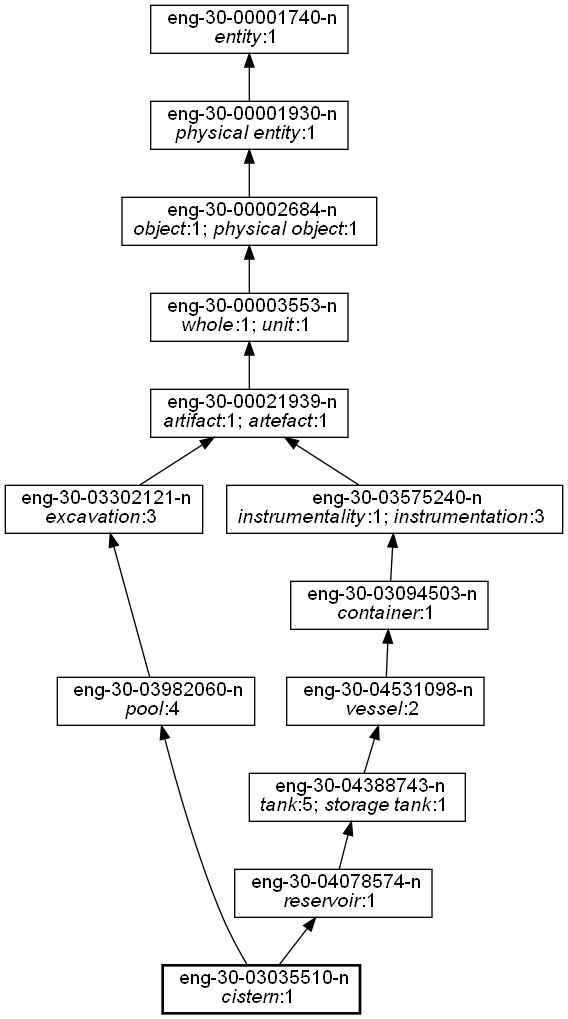 eng-30-00001740-n
entity:1
eng-30-00001930-n
physical entity:1
eng-30-00002684-n
object:1; physical object:1
eng-30-00003553-n
whole:1; unit:1
eng-30-00021939-n
artifact:1; artefact:1
eng-30-03302121-n
excavation:3
eng-30-03575240-n
instrumentality:1; instrumentation:3
eng-30-03094503-n
container:1
eng-30-03982060-n
pool:4
eng-30-04531098-n
vessel:2
eng-30-04388743-n
tank:5; storage tank:1
eng-30-04078574-n
reservoir:1
eng-30-03035510-n
cistern:1